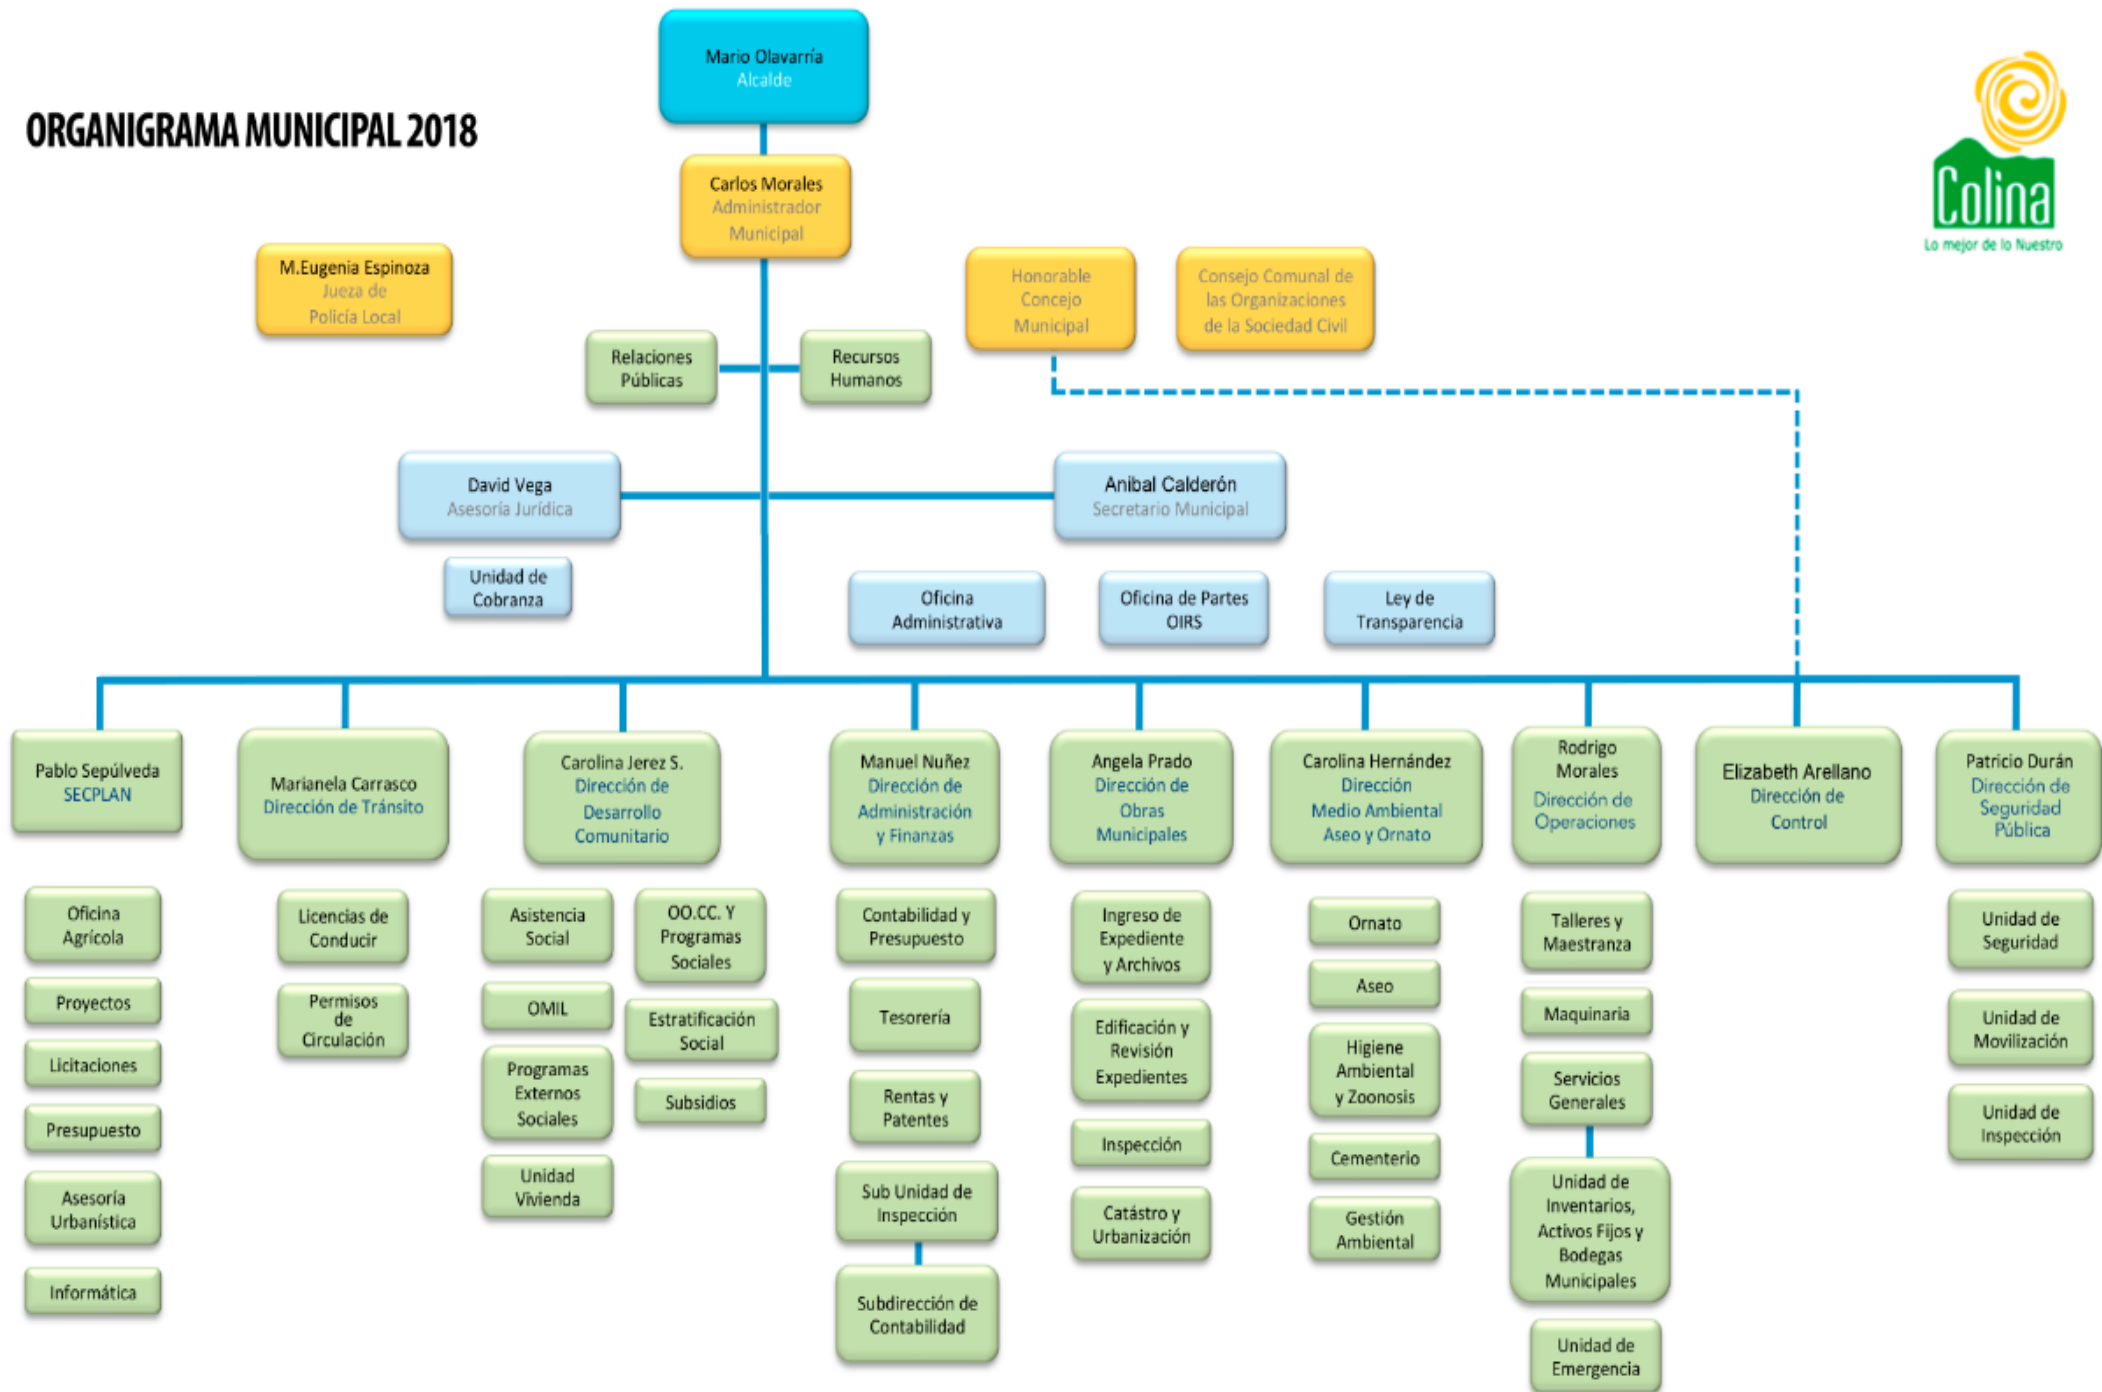 Mario Olavarría
Alcalde
ORGANIGRAMA MUNICIPAL 2018
Colina
Lo mejor de lo Nuestro
Carlos Morales
Administrador
Municipal
M.Eugenia Espinoza
Jueza de
Policía Local
Honorable
Concejo
Municipal
Consejo Comunal de
las Organizaciones
de la Sociedad Civil
Relaciones
Públicas
Recursos
Humanos
David Vega
Asesoría Jurídica
Anibal Calderón
Secretario Municipal
Unidad de
Cobranza
Oficina
Administrativa
Oficina de Partes
OIRS
Ley de
Transparencia
Pablo Sepúlveda
SECPLAN
Marianela Carrasco
Dirección de Tránsito
Carolina Jerez S.
Dirección de
Desarrollo
Comunitario
Manuel Nuñez
Dirección de
Administración
y Finanzas
Angela Prado
Dirección de
Obras
Municipales
Carolina Hernández
Dirección
Medio Ambiental
Aseo y Ornato
Rodrigo
Morales
Dirección de
Operaciones
Elizabeth Arellano
Dirección de
Control
Patricio Durán
Dirección de
Seguridad
Pública
Oficina
Agrícola
Proyectos
Licitaciones
Presupuesto
Asesoría
Urbanística
Informática
Licencias de
Conducir
Permisos
de
Circulación
Asistencia
Social
OMIL
Programas
Externos
Sociales
Unidad
Vivienda
OO.CC. Y
Programas
Sociales
Estratificación
Social
Subsidios
Contabilidad y
Presupuesto
Tesorería
Rentas y
Patentes
Sub Unidad de
Inspección
Subdirección de
Contabilidad
Ingreso de
Expediente
y Archivos
Edificación y
Revisión
Expedientes
Inspección
Catástro y
Urbanización
Ornato
Aseo
Higiene
Ambiental
y Zoonosis
Cementerio
Gestión
Ambiental
Talleres y
Maestranza
Maquinaria
Servicios
Generales
Unidad de
Inventarios,
Activos Fijos y
Bodegas
Municipales
Unidad de
Emergencia
Unidad de
Seguridad
Unidad de
Movilización
Unidad de
Inspección